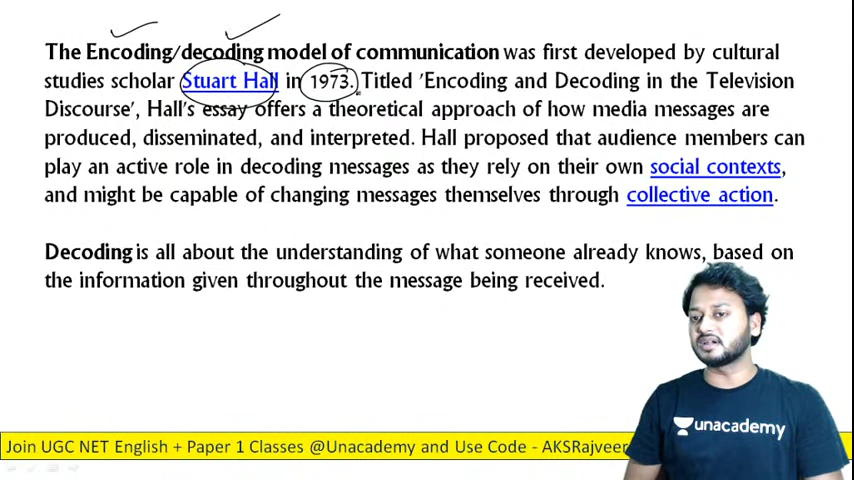 The Encoding/decoding model of communication was first developed by cultural
studies scholar Stuart Hall in 1973. Titled 'Encoding and Decoding in the Television
Discourse', Hall's essay offers a theoretical approach of how media messages are
produced, disseminated, and interpreted. Hall proposed that audience members can
play an active role in decoding messages as they rely on their own social contexts,
and might be capable of changing messages themselves through collective action.
Decoding is all about the understanding of what someone already knows, based on
the information given throughout the message being received.
unacademy
Join UGC NET English + Paper 1 Classes @Unacademy and Use Code - AKSRajveer